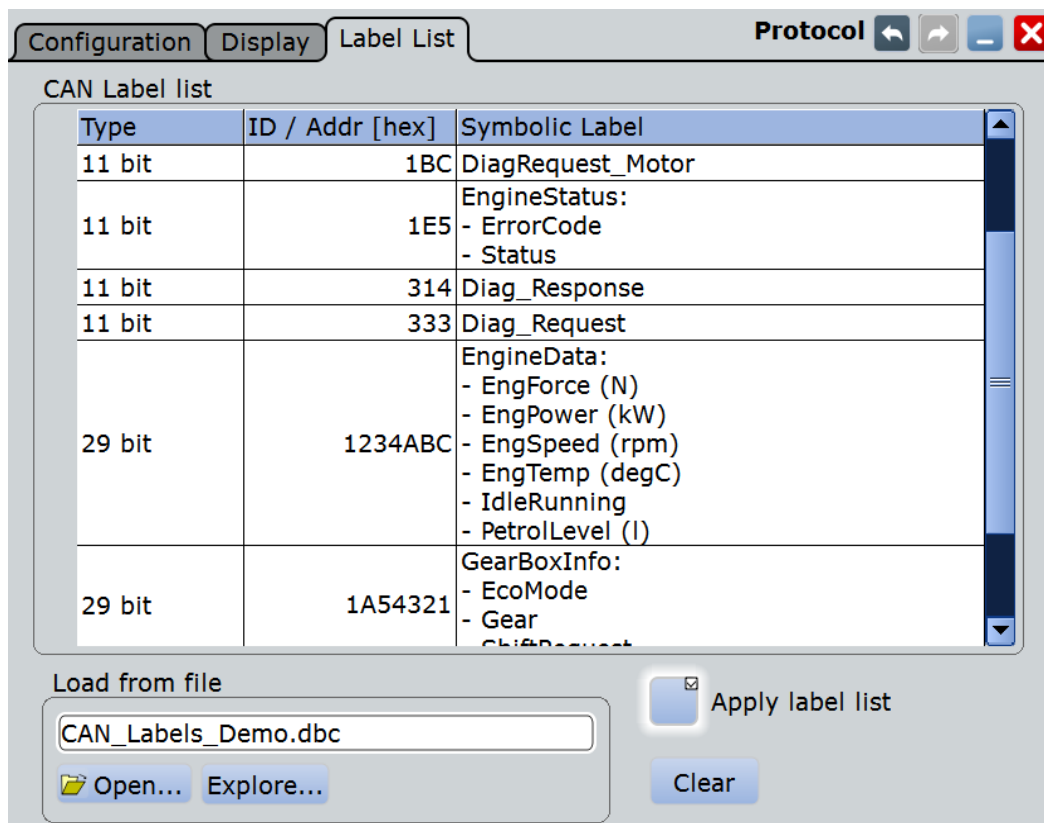 Configuration Display Label List Protocol
CAN Label list
Type ID / Addr [hex] Symbolic Label
11 bit 1BC DiagRequest_Motor
11 bit 1E5 EngineStatus:
- ErrorCode
- Status
11 bit 314 Diag_Response
11 bit 333 Diag_Request
29 bit 1234ABC EngineData:
- EngForce (N)
- EngPower (kW)
- EngSpeed (rpm)
- EngTemp (degC)
- IdleRunning
- PetrolLevel (l)
29 bit 1A54321 GearBoxInfo:
- EcoMode
- Gear
- ShiftRequest
Load from file
CAN_Labels_Demo.dbc
Apply label list
Open... Explore... Clear